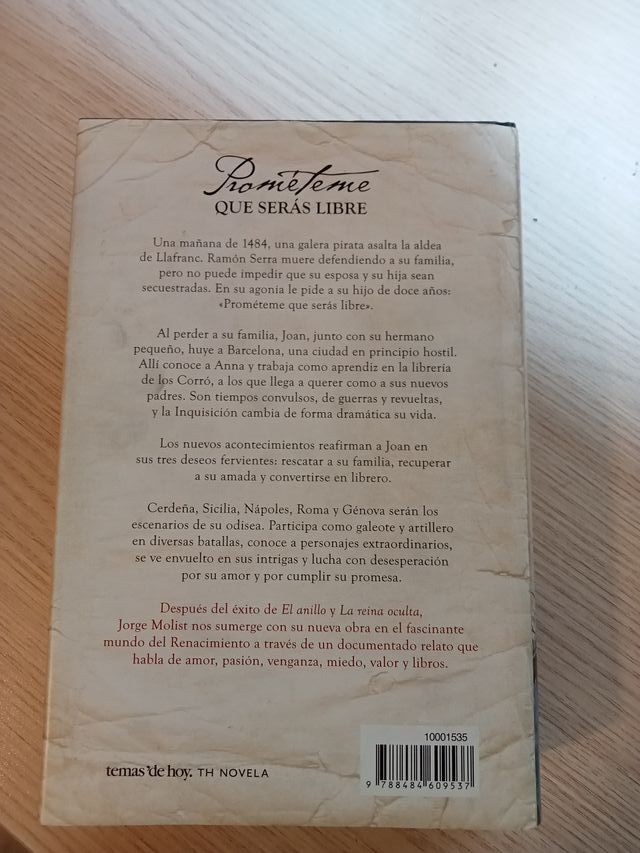 Prométeme
QUE SERÁS LIBRE
Una mañana de 1484, una galera pirata asalta la aldea
de Llafranc. Ramón Serra muere defendiendo a su familia,
pero no puede impedir que su esposa y su hija sean
secuestradas. En su agonía le pide a su hijo de doce años:
«Prométeme que serás libre».
Al perder a su familia, Joan, junto con su hermano
pequeño, huye a Barcelona, una ciudad en principio hostil.
Allí conoce a Anna y trabaja como aprendiz en la librería
de los Corró, a los que llega a querer como a sus nuevos
padres. Son tiempos convulsos, de guerras y revueltas,
y la Inquisición cambia de forma dramática su vida.
Los nuevos acontecimientos reafirman a Joan en
sus tres deseos fervientes: rescatar a su familia, recuperar
a su amada y convertirse en librero.
Cerdeña, Sicilia, Nápoles, Roma y Génova serán los
escenarios de su odisea. Participa como galeote y artillero
en diversas batallas, conoce a personajes extraordinarios,
se ve envuelto en sus intrigas y lucha con desesperación
por su amor y por cumplir su promesa.
Después del éxito de El anillo y La reina oculta,
Jorge Molist nos sumerge con su nueva obra en el fascinante
mundo del Renacimiento a través de un documentado relato que
habla de amor, pasión, venganza, miedo, valor y libros.
10001535
temas'de hoy. TH NOVELA
9 788484 609537